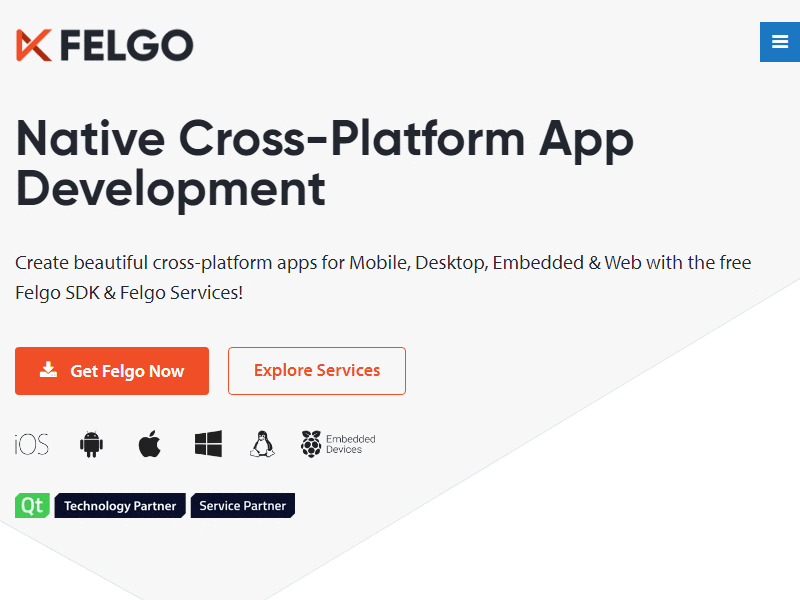 FELGO
Native Cross-Platform App
Development
Create beautiful cross-platform apps for Mobile, Desktop, Embedded & Web with the free
Felgo SDK & Felgo Services!
Get Felgo Now
Explore Services
iOS
Embedded
Devices
Qt Technology Partner Service Partner